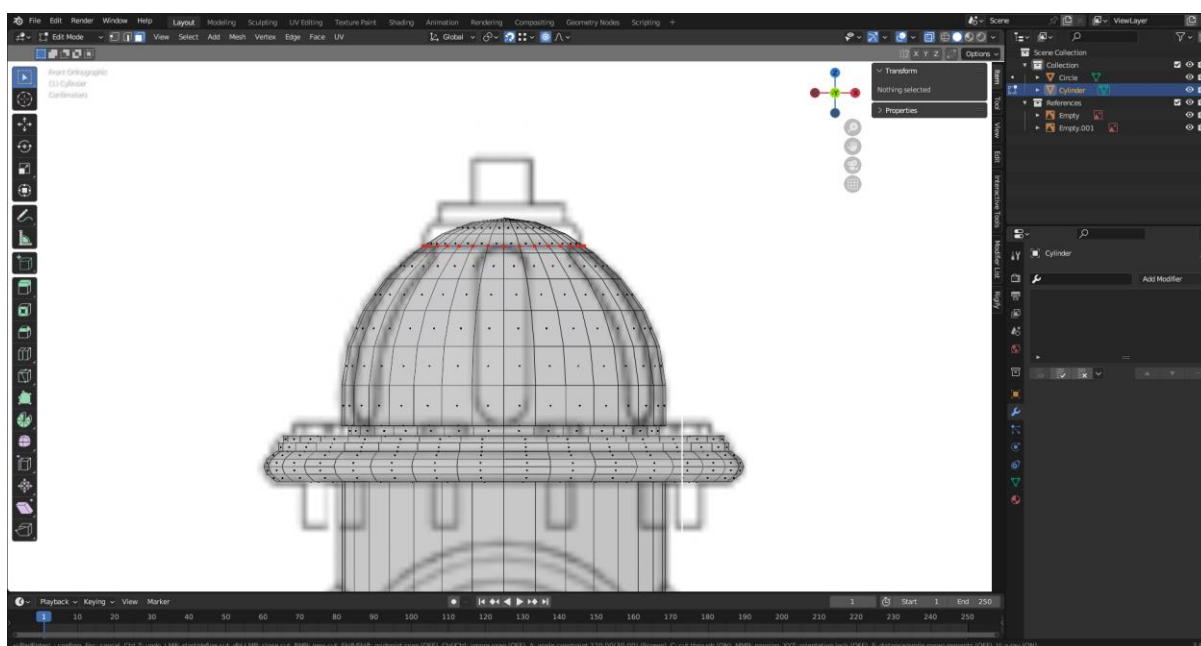 File Edit Render Window Help Layout Modeling Sculpting UV Editing Texture Paint Shading Animation Rendering Compositing Geometry Nodes Scripting + Scene ViewLayer
Edit Mode View Select Add Mesh Vertex Edge Face UV Global
X Y Z Options
Front Orthographic
(1) Cylinder
Centimeters
Transform
Nothing selected
Properties
Item
Tool
View
Edit
Interactive Tools
Modifier List
Rigify
Scene Collection
Collection
Circle
Cylinder
References
Empty
Empty.001
Cylinder
Add Modifier
Playback Keying View Marker 1 Start 1 End 250
1 10 20 30 40 50 60 70 80 90 100 110 120 130 140 150 160 170 180 190 200 210 220 230 240 250